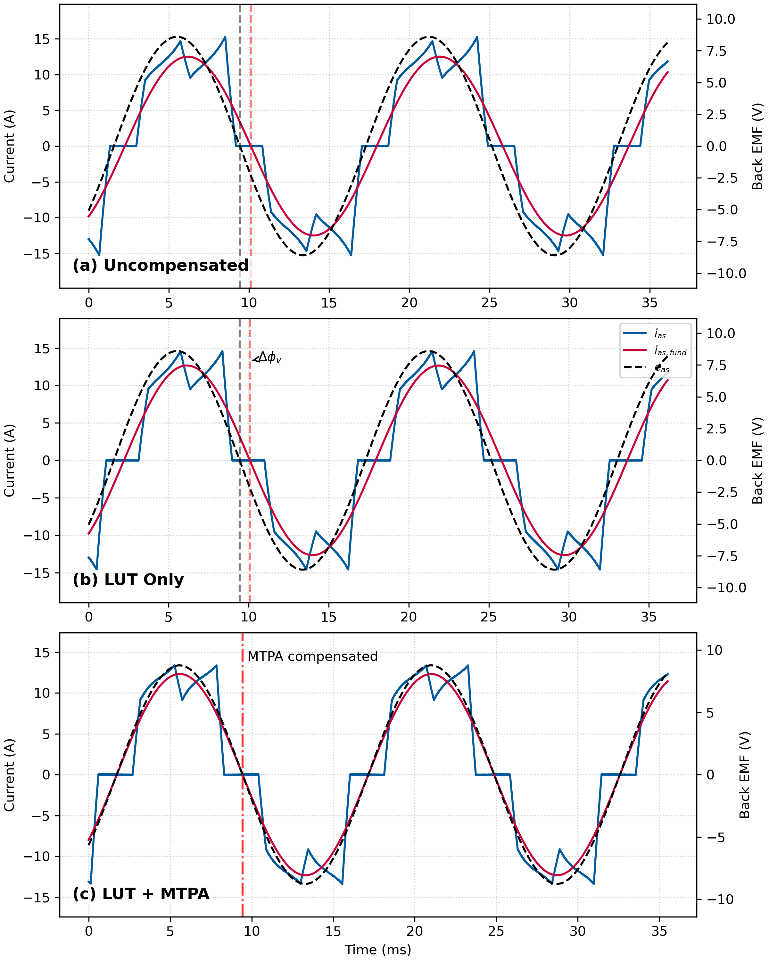 15
10
5
0
−5
−10
−15
Current (A)
10.0
7.5
5.0
2.5
0.0
−2.5
−5.0
−7.5
−10.0
Back EMF (V)
(a) Uncompensated
0 5 10 15 20 25 30 35
15
10
5
0
−5
−10
−15
Current (A)
10.0
7.5
5.0
2.5
0.0
−2.5
−5.0
−7.5
−10.0
Back EMF (V)
Δϕv
ias
ias,fund
eas
(b) LUT Only
0 5 10 15 20 25 30 35
15
10
5
0
−5
−10
−15
Current (A)
10
5
0
−5
−10
Back EMF (V)
MTPA compensated
(c) LUT + MTPA
0 5 10 15 20 25 30 35
Time (ms)